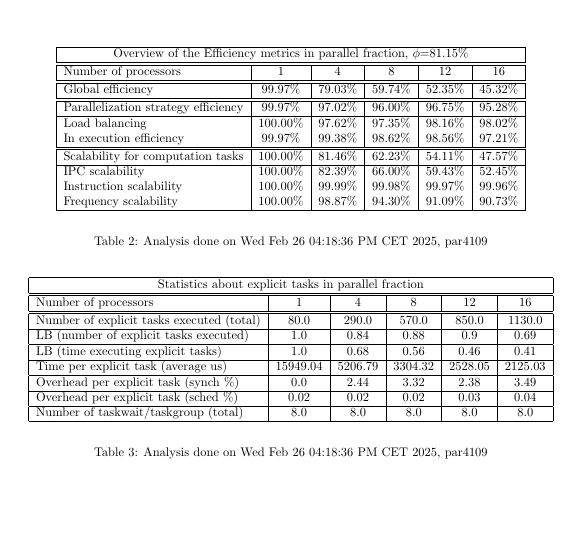 Overview of the Efficiency metrics in parallel fraction, ϕ=81.15%
Number of processors 1 4 8 12 16
Global efficiency 99.97% 79.03% 59.74% 52.35% 45.32%
Parallelization strategy efficiency 99.97% 97.02% 96.00% 96.75% 95.28%
Load balancing 100.00% 97.62% 97.35% 98.16% 98.02%
In execution efficiency 99.97% 99.38% 98.62% 98.56% 97.21%
Scalability for computation tasks 100.00% 81.46% 62.23% 54.11% 47.57%
IPC scalability 100.00% 82.39% 66.00% 59.43% 52.45%
Instruction scalability 100.00% 99.99% 99.98% 99.97% 99.96%
Frequency scalability 100.00% 98.87% 94.30% 91.09% 90.73%
Table 2: Analysis done on Wed Feb 26 04:18:36 PM CET 2025, par4109
Statistics about explicit tasks in parallel fraction
Number of processors 1 4 8 12 16
Number of explicit tasks executed (total) 80.0 290.0 570.0 850.0 1130.0
LB (number of explicit tasks executed) 1.0 0.84 0.88 0.9 0.69
LB (time executing explicit tasks) 1.0 0.68 0.56 0.46 0.41
Time per explicit task (average us) 15949.04 5206.79 3304.32 2528.05 2125.03
Overhead per explicit task (synch %) 0.0 2.44 3.32 2.38 3.49
Overhead per explicit task (sched %) 0.02 0.02 0.02 0.03 0.04
Number of taskwait/taskgroup (total) 8.0 8.0 8.0 8.0 8.0
Table 3: Analysis done on Wed Feb 26 04:18:36 PM CET 2025, par4109